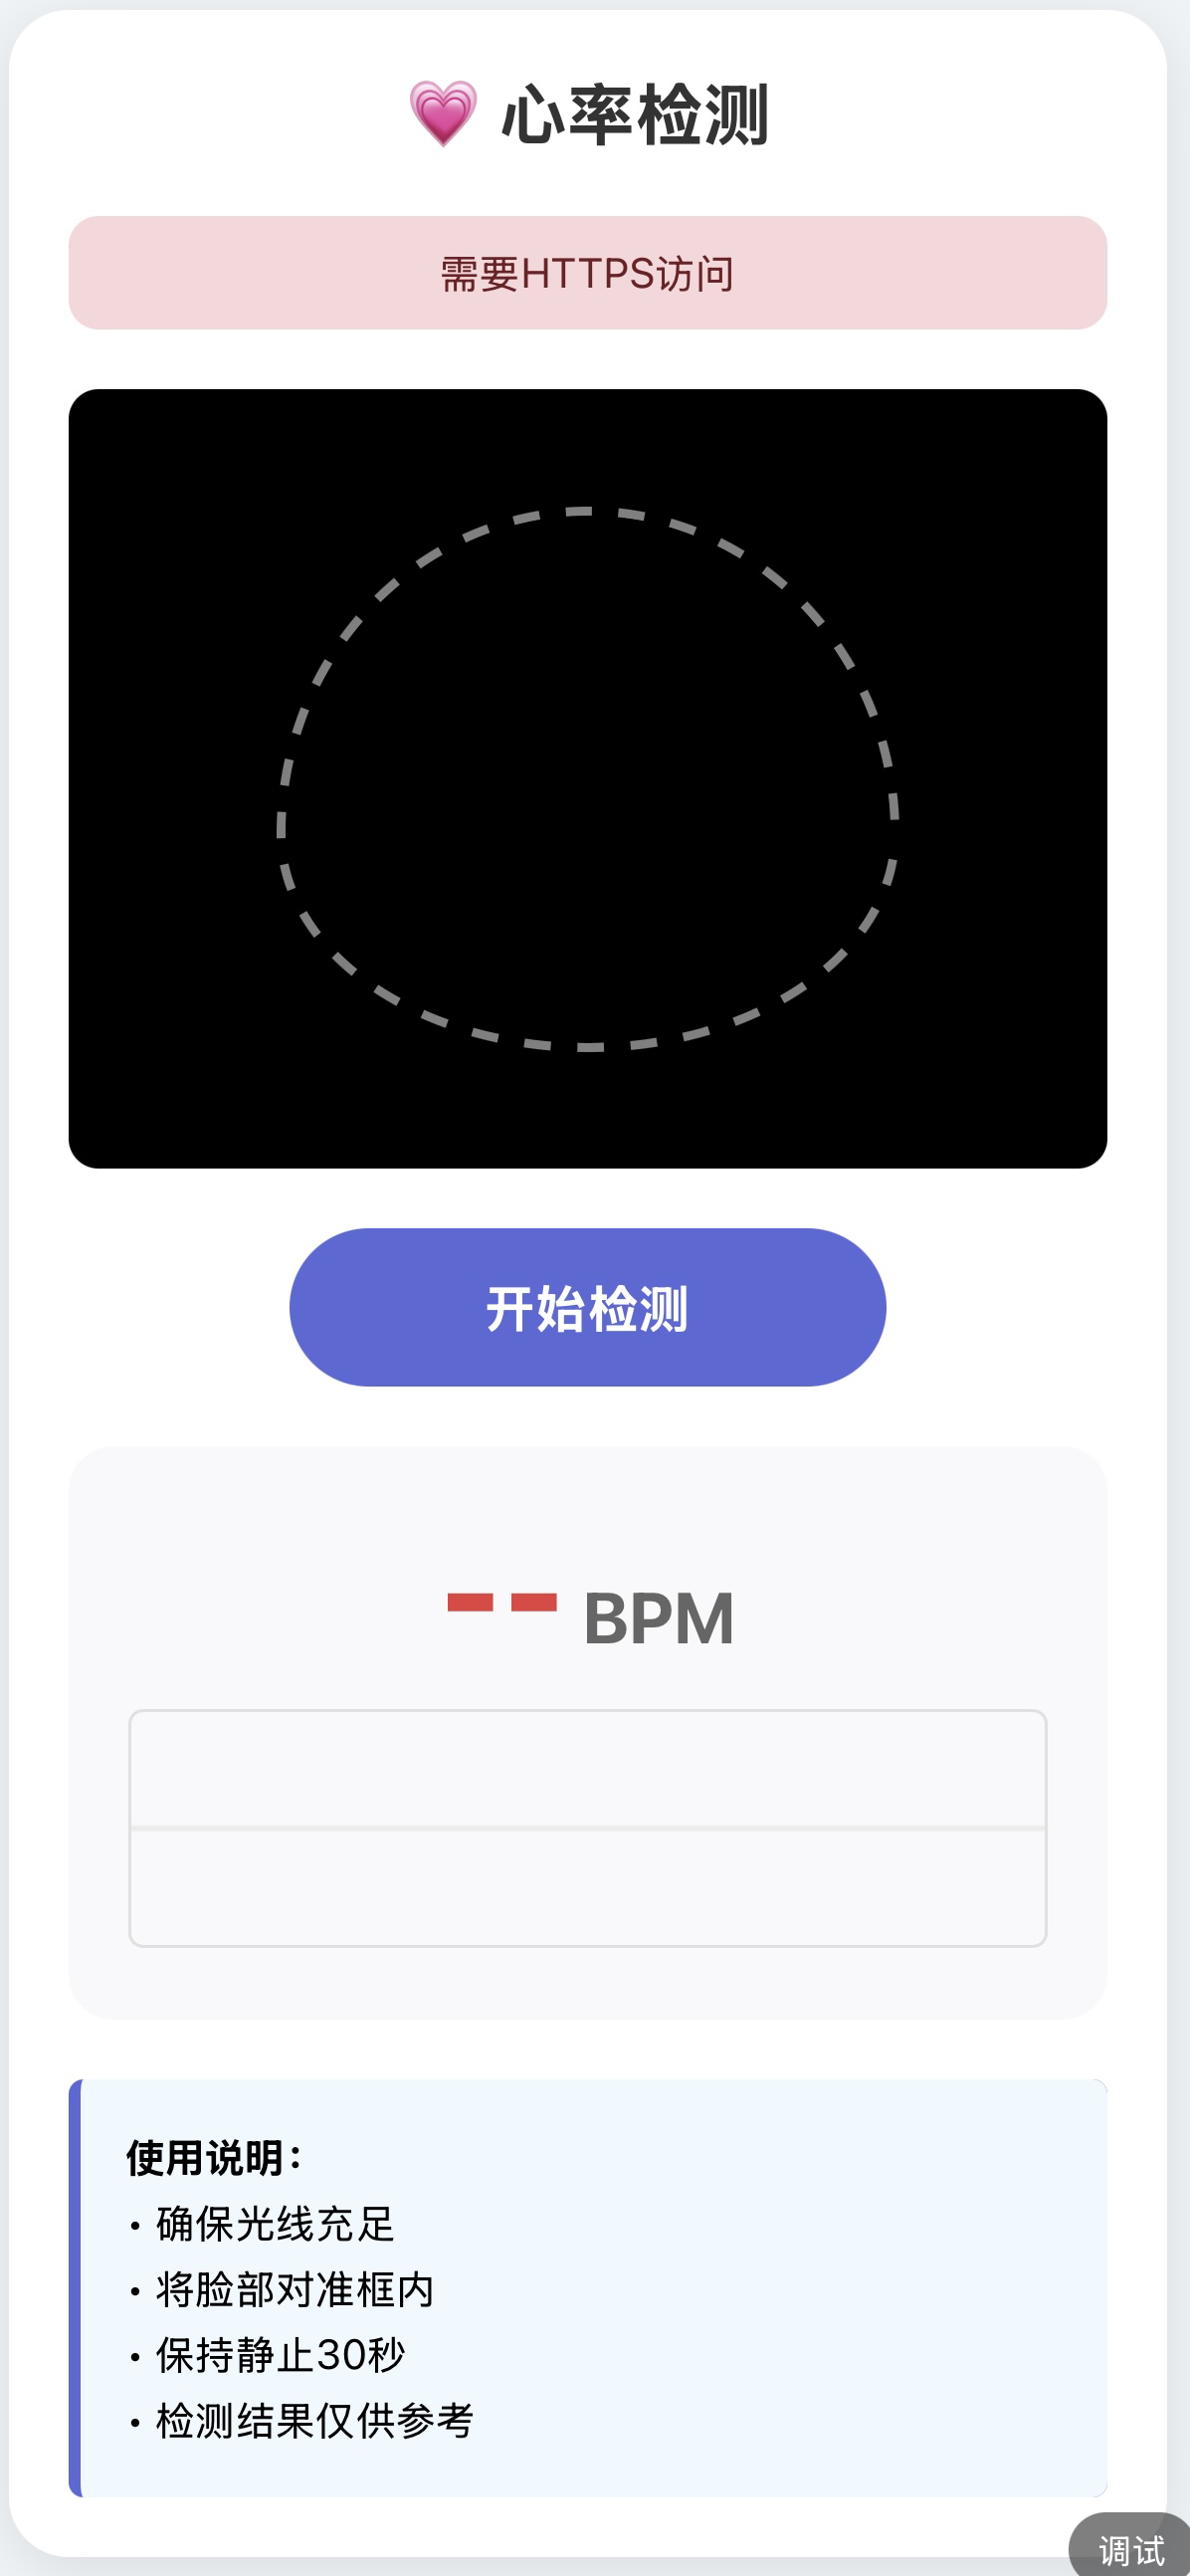 💗 心率检测
需要HTTPS访问
开始检测
-- BPM
使用说明：
• 确保光线充足
• 将脸部对准框内
• 保持静止30秒
• 检测结果仅供参考
调试